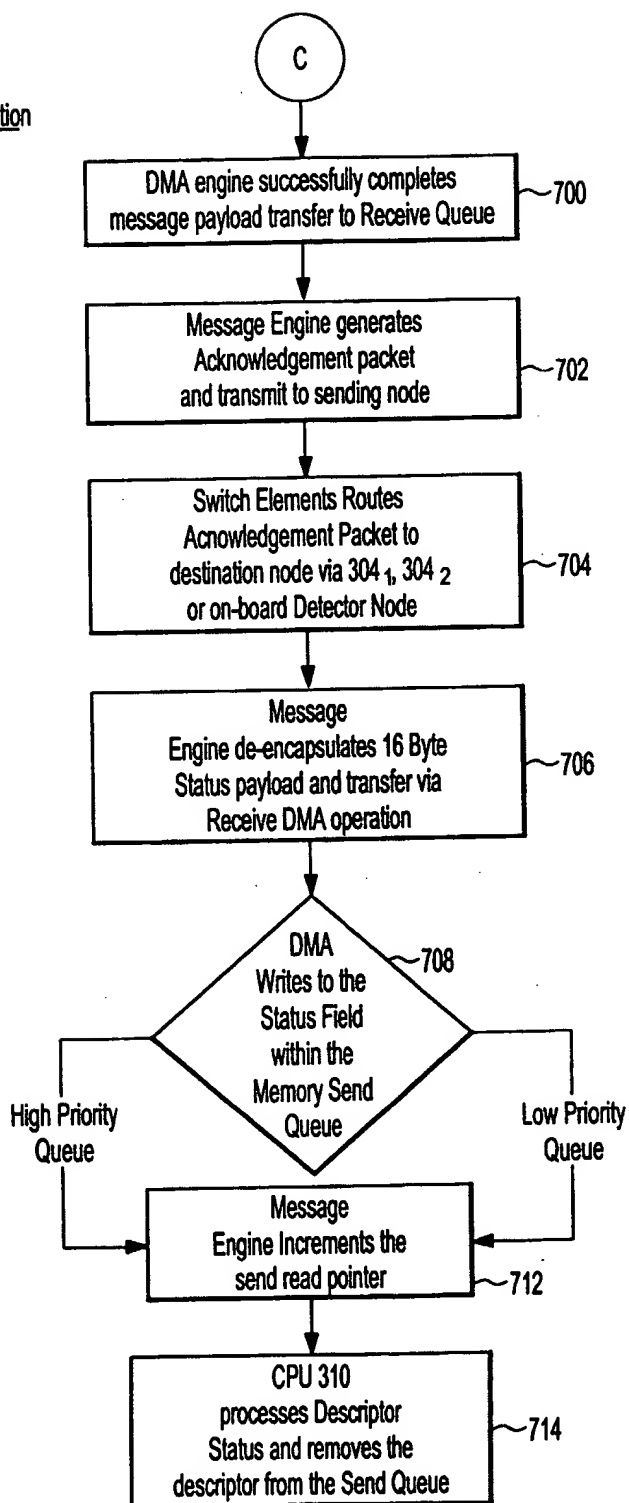 C
tion
DMA engine successfully completes
message payload transfer to Receive Queue
700
Message Engine generates
Acknowledgement packet
and transmit to sending node
702
Switch Elements Routes
Acnowledgement Packet to
destination node via 304 1, 304 2
or on-board Detector Node
704
Message
Engine de-encapsulates 16 Byte
Status payload and transfer via
Receive DMA operation
706
DMA
Writes to the
Status Field
within the
Memory Send
Queue
708
High Priority
Queue
Low Priority
Queue
Message
Engine Increments the
send read pointer
712
CPU 310
processes Descriptor
Status and removes the
descriptor from the Send Queue
714